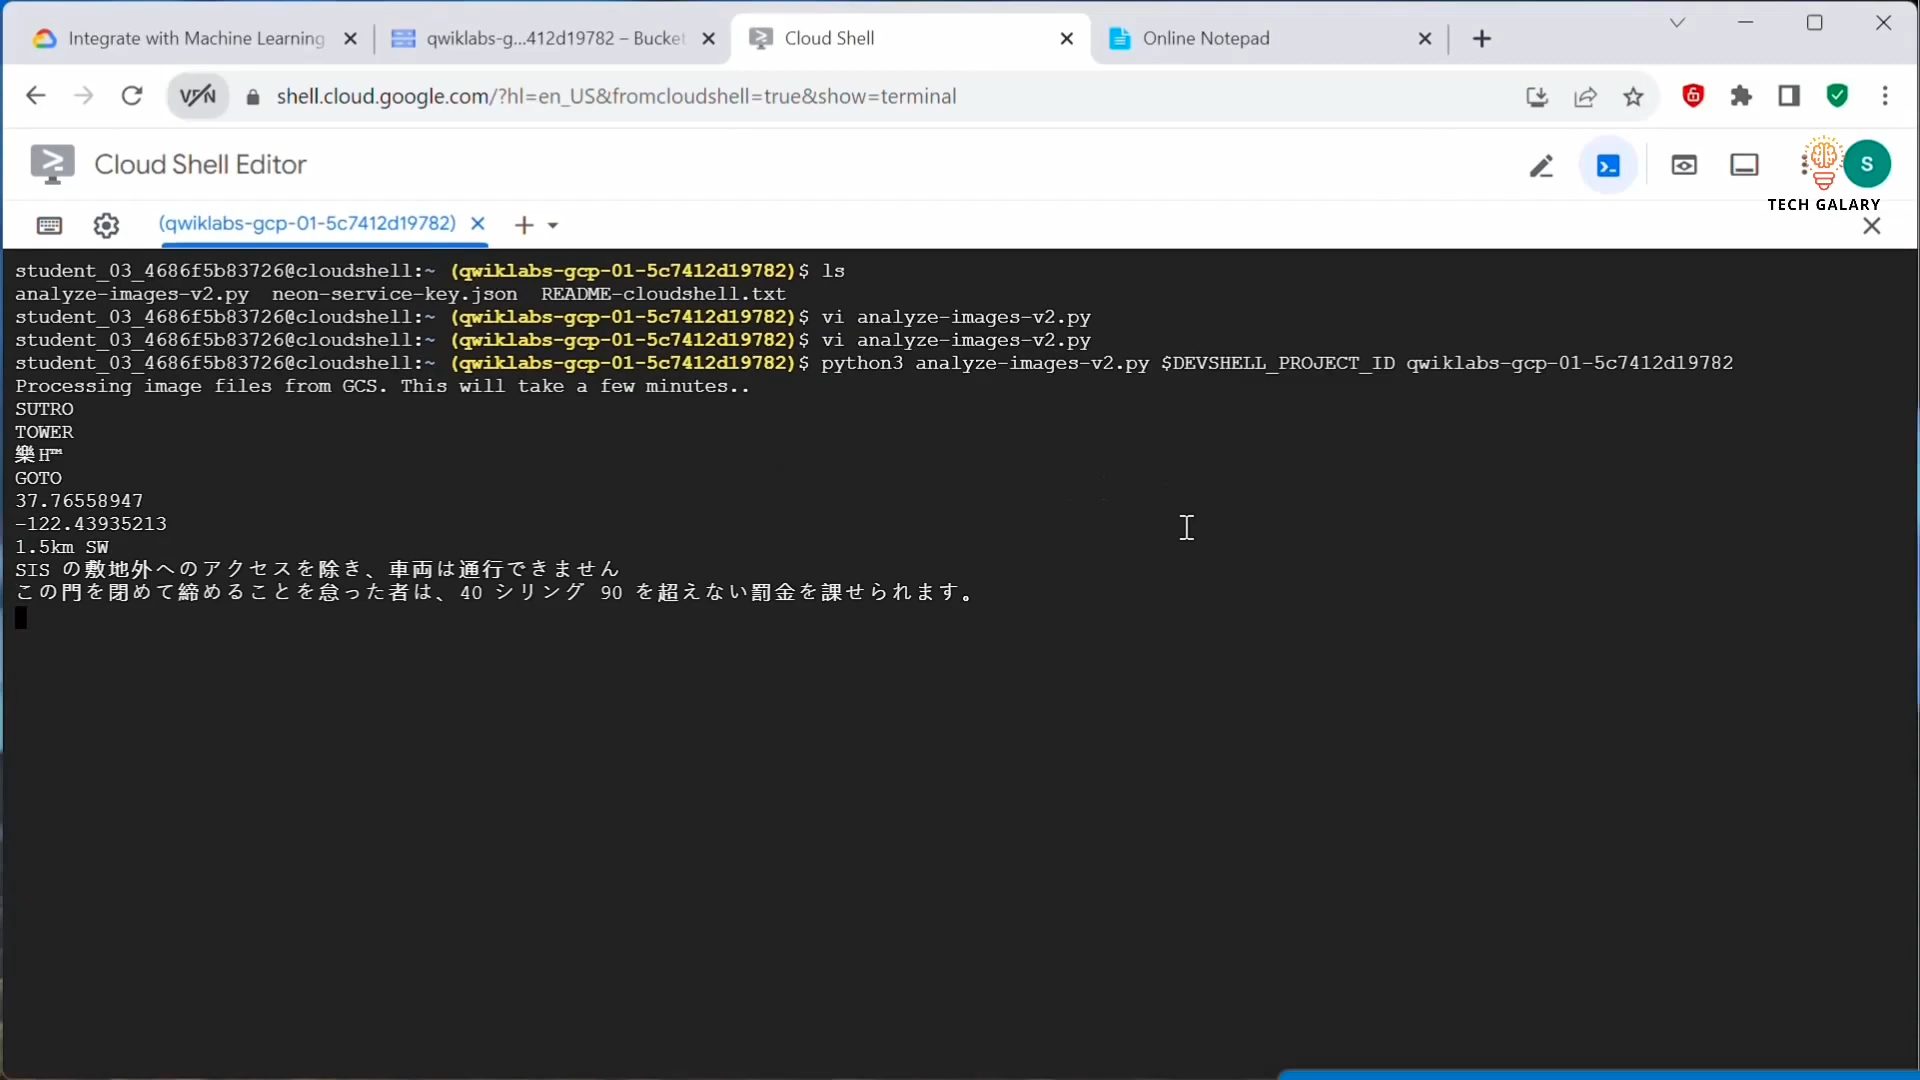 Integrate with Machine Learning
qwiklabs-g...412d19782 – Bucket
Cloud Shell
Online Notepad
VPN
shell.cloud.google.com/?hl=en_US&fromcloudshell=true&show=terminal
Cloud Shell Editor
S
TECH GALARY
(qwiklabs-gcp-01-5c7412d19782)
student_03_4686f5b83726@cloudshell:~ (qwiklabs-gcp-01-5c7412d19782)$ ls
analyze-images-v2.py neon-service-key.json README-cloudshell.txt
student_03_4686f5b83726@cloudshell:~ (qwiklabs-gcp-01-5c7412d19782)$ vi analyze-images-v2.py
student_03_4686f5b83726@cloudshell:~ (qwiklabs-gcp-01-5c7412d19782)$ vi analyze-images-v2.py
student_03_4686f5b83726@cloudshell:~ (qwiklabs-gcp-01-5c7412d19782)$ python3 analyze-images-v2.py $DEVSHELL_PROJECT_ID qwiklabs-gcp-01-5c7412d19782
Processing image files from GCS. This will take a few minutes..
SUTRO
TOWER
樂H™
GOTO
37.76558947
-122.43935213
1.5km SW
SIS の敷地外へのアクセスを除き、車両は通行できません
この門を閉めて締めることを怠った者は、40 シリング 90 を超えない罰金を課せられます。